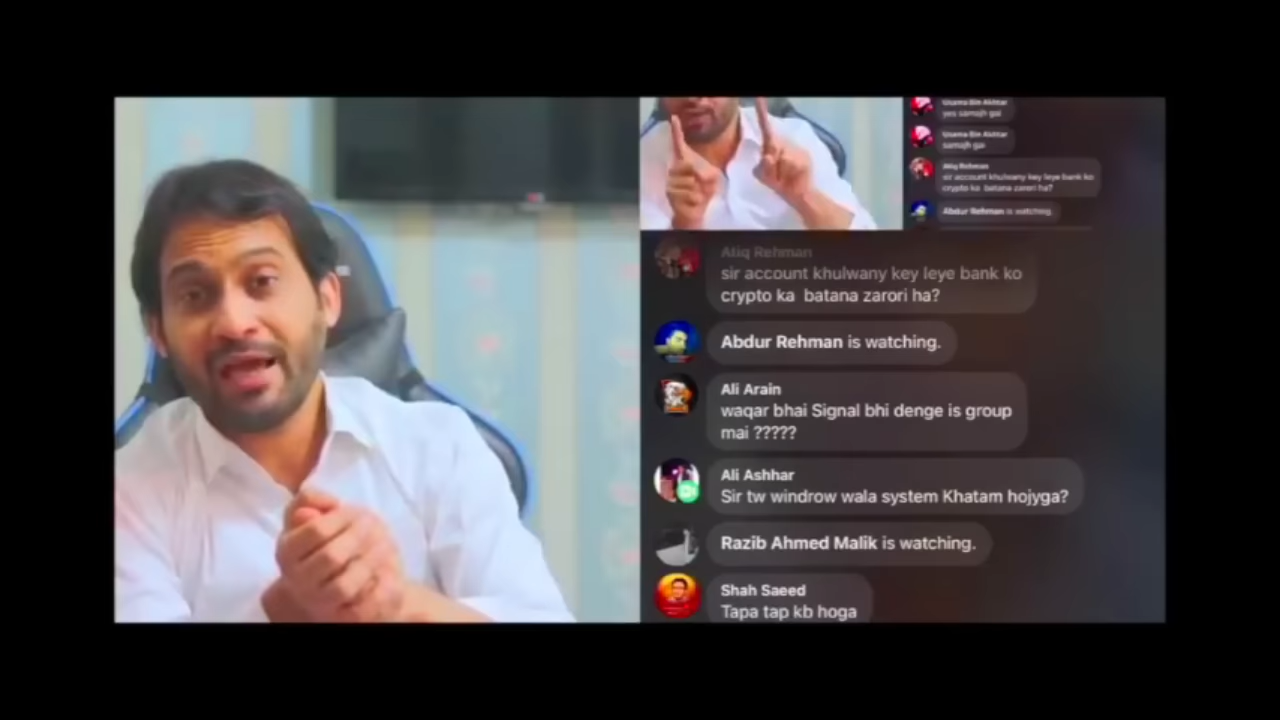 Usama Bin Akhtar
yes samajh gai
Usama Bin Akhtar
samajh gai
Atiq Rehman
sir account khulwany key leye bank ko
crypto ka batana zarori ha?
Abdur Rehman is watching.
Atiq Rehman
sir account khulwany key leye bank ko
crypto ka batana zarori ha?
Abdur Rehman is watching.
Ali Arain
waqar bhai Signal bhi denge is group
mai ?????
Ali Ashhar
Sir tw windrow wala system Khatam hojyga?
Razib Ahmed Malik is watching.
Shah Saeed
Tapa tap kb hoga